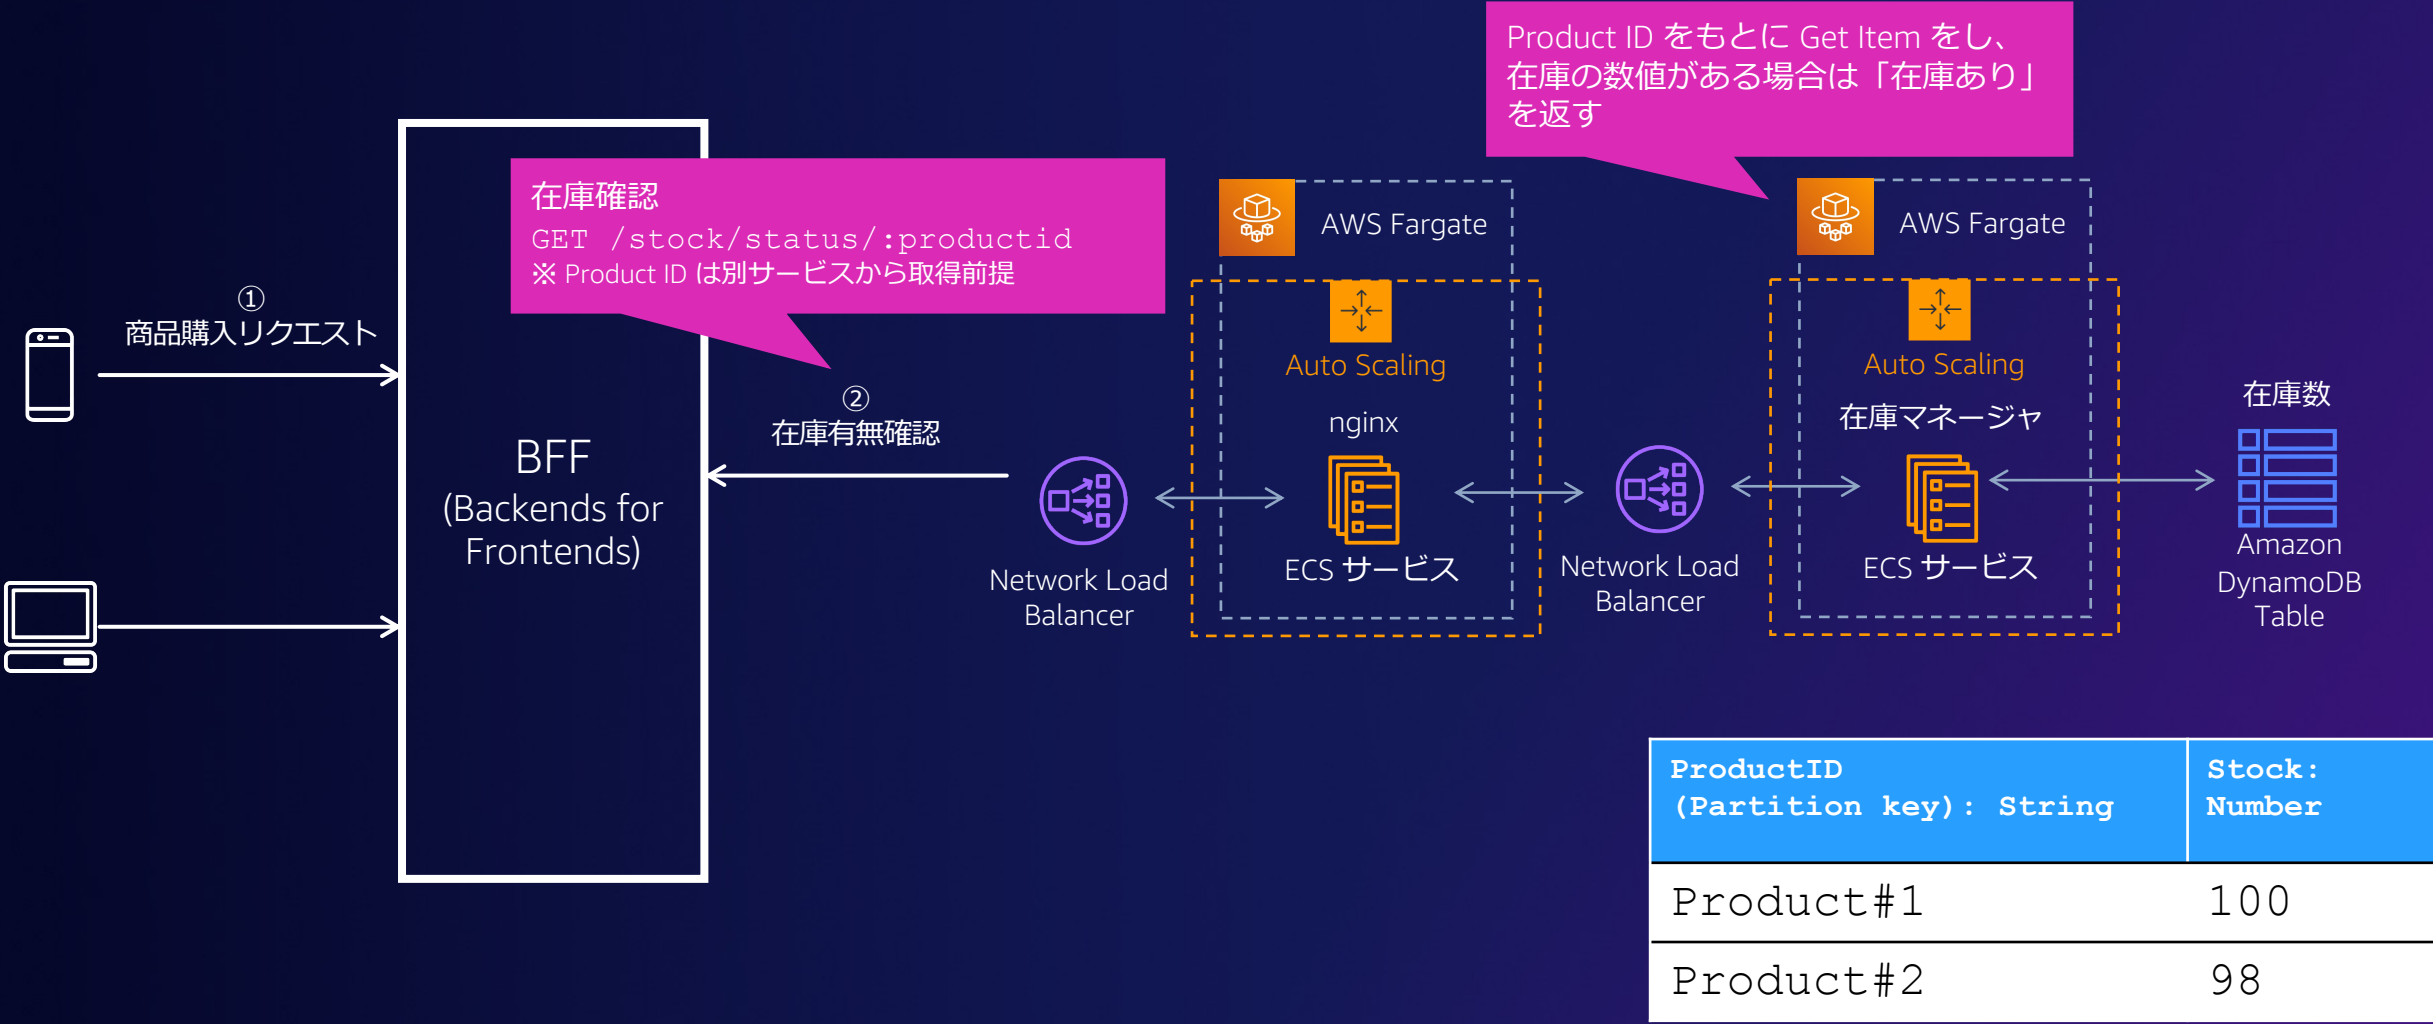 Product ID をもとに Get Item をし、
在庫の数値がある場合は「在庫あり」
を返す
在庫確認
GET /stock/status/:productid
※ Product ID は別サービスから取得前提
①
商品購入リクエスト
BFF
(Backends for
Frontends)
②
在庫有無確認
Network Load
Balancer
AWS Fargate
Auto Scaling
nginx
ECS サービス
Network Load
Balancer
AWS Fargate
Auto Scaling
在庫マネージャ
ECS サービス
在庫数
Amazon
DynamoDB
Table
ProductID
(Partition key): String
Stock:
Number
Product#1
100
Product#2
98